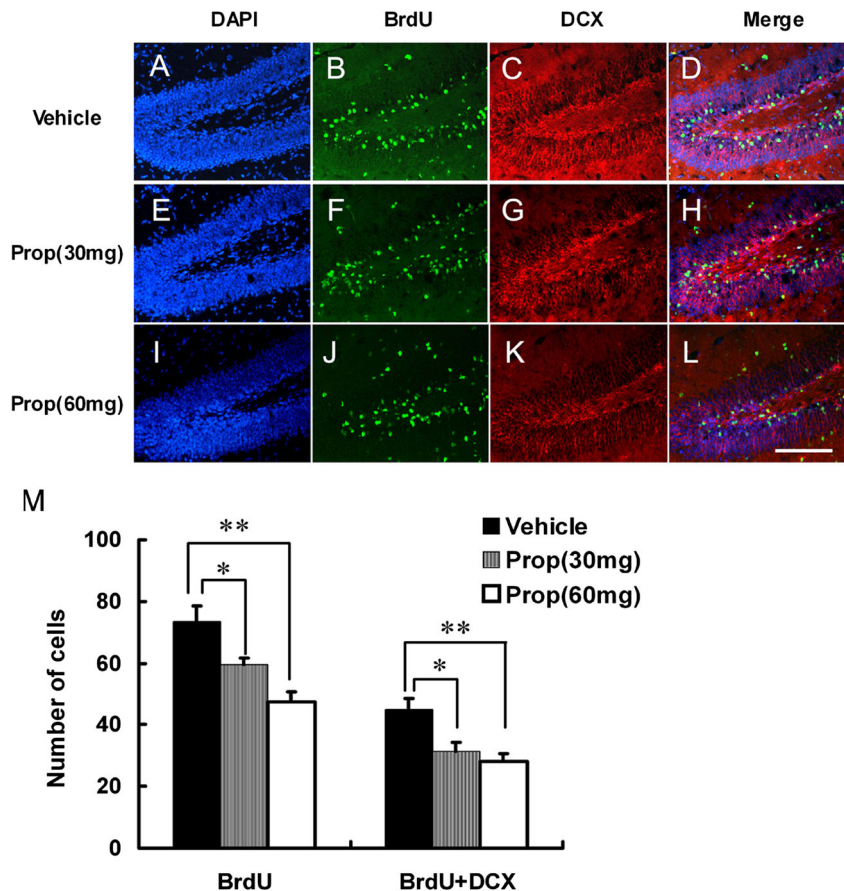 DAPI BrdU DCX Merge
Vehicle A B C D
Prop(30mg) E F G H
Prop(60mg) I J K L
M
Vehicle
Prop(30mg)
Prop(60mg)
Number of cells
100
80
60
40
20
0
** *
** *
BrdU BrdU+DCX